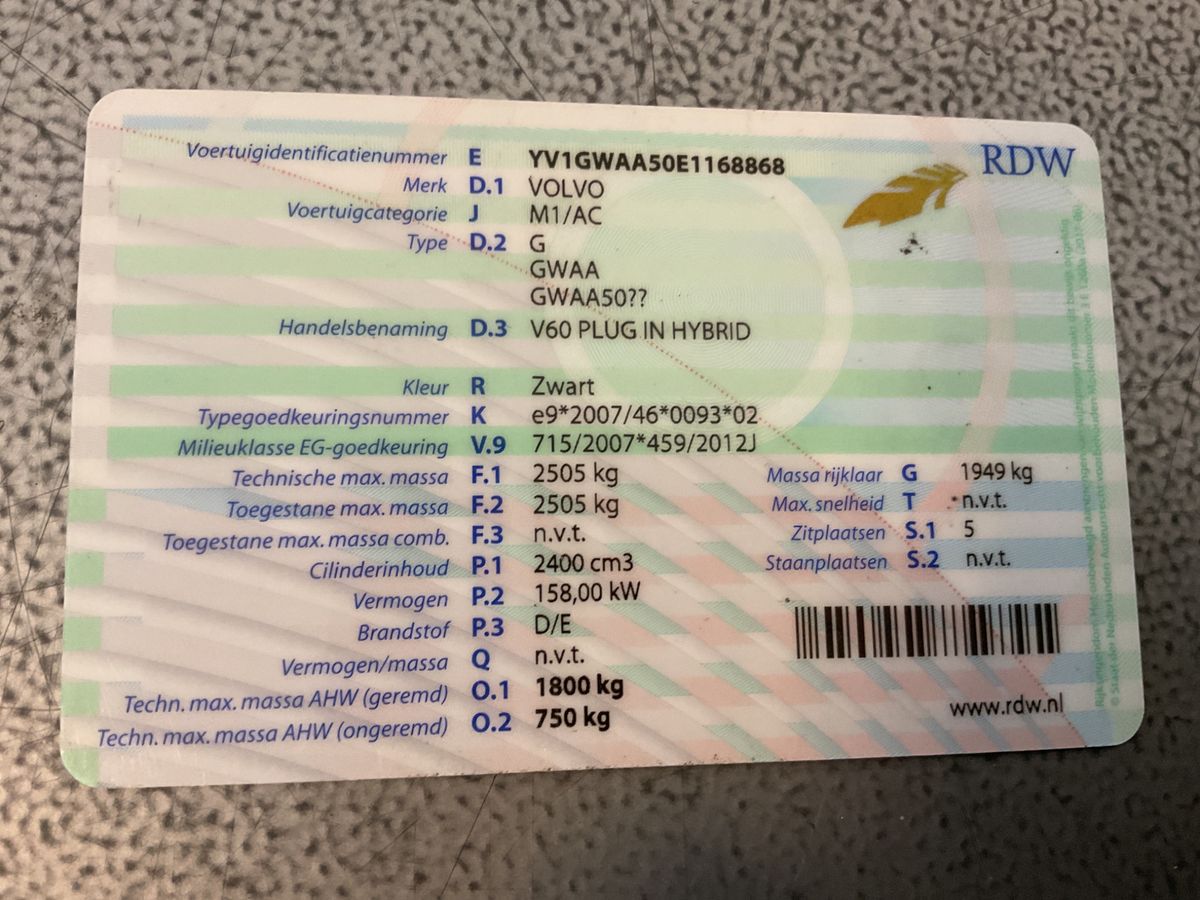 RDW
Voertuigidentificatienummer E YV1GWAA50E1168868
Merk D.1 VOLVO
Voertuigcategorie J M1/AC
Type D.2 G
GWAA
GWAA50??
Handelsbenaming D.3 V60 PLUG IN HYBRID
Kleur R Zwart
Typegoedkeuringsnummer K e9*2007/46*0093*02
Milieuklasse EG-goedkeuring V.9 715/2007*459/2012J
Technische max. massa F.1 2505 kg Massa rijklaar G 1949 kg
Toegestane max. massa F.2 2505 kg Max. snelheid T n.v.t.
Toegestane max. massa comb. F.3 n.v.t. Zitplaatsen S.1 5
Cilinderinhoud P.1 2400 cm3 Staanplaatsen S.2 n.v.t.
Vermogen P.2 158,00 kW
Brandstof P.3 D/E
Vermogen/massa Q n.v.t.
Techn. max. massa AHW (geremd) O.1 1800 kg
Techn. max. massa AHW (ongeremd) O.2 750 kg
www.rdw.nl